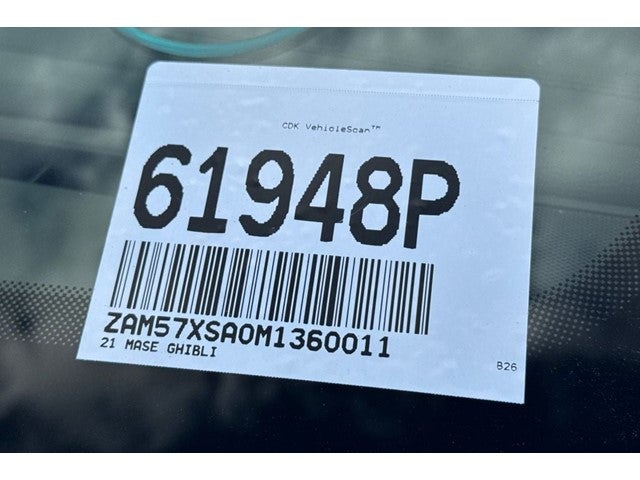 CDK VehicleScan™
61948P
ZAM57XSA0M1360011
21 MASE GHIBLI
B26